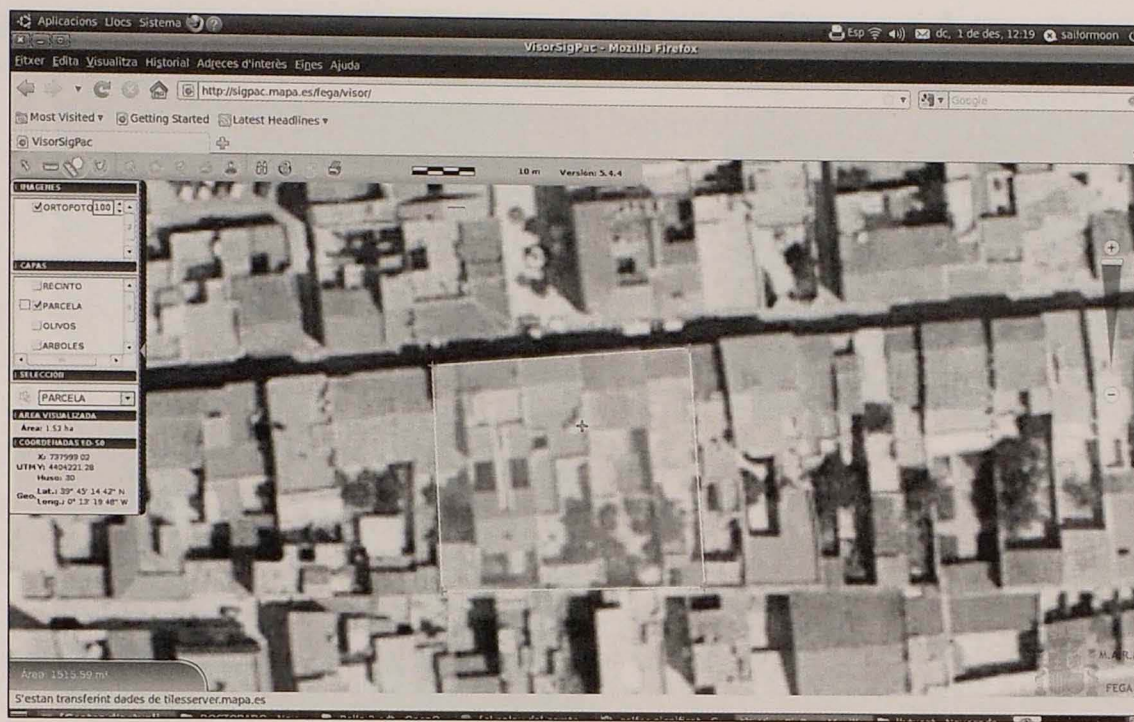 Aplicacions Llocs Sistema
Esp dc, 1 de des, 12:19 sailormoon
VisorSigPac - Mozilla Firefox
Fitxer Edita Visualitza Historial Adreces d'interès Eines Ajuda
http://sigpac.mapa.es/fega/visor/
Google
Most Visited Getting Started Latest Headlines
VisorSigPac
10 m Version: 5.4.4
IMAGENES
ORTOFOTO 100
CAPAS
RECINTO
PARCELA
OLIVOS
ARBOLES
SELECCIÓN
PARCELA
AREA VISUALIZADA
Área: 1.53 ha
COORDENADAS ED-50
X: 737999.02
UTM Y: 4404221.28
Huso: 30
Geo. Lat.: 39° 45' 14.42" N
Long.: 0° 13' 19.48" W
Area: 1515.59 m²
M.A.R.
FEGA
S'estan transferint dades de tilesserver.mapa.es